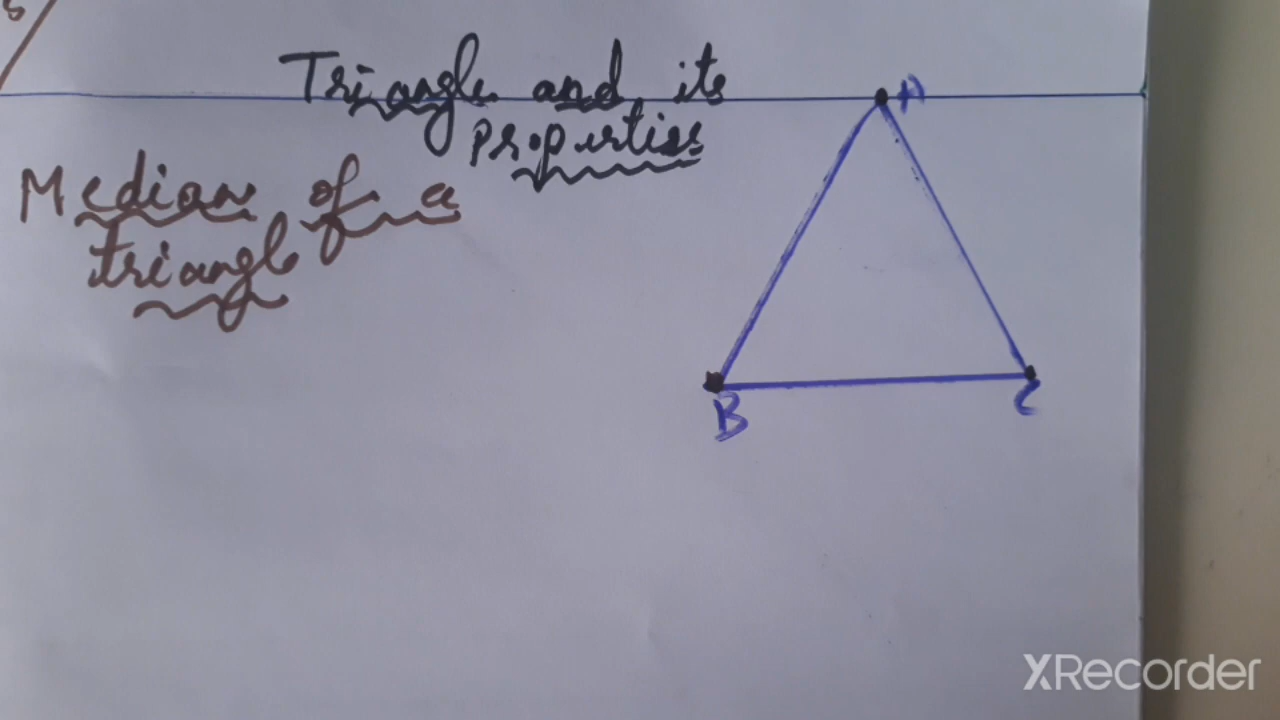 Triangle and its
properties
Median of a
triangle
A
B
C
XRecorder